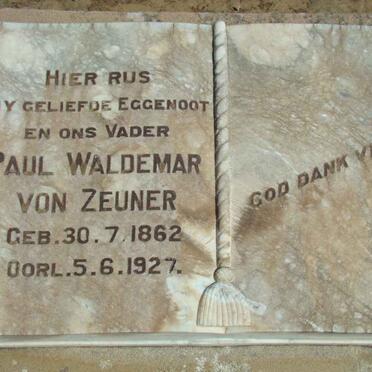 HIER RUS
Y GELIEFDE EGGENOOT
EN ONS VADER
PAUL WALDEMAR
VON ZEUNER
GEB. 30.7.1862
OORL. 5.6.1927.
GOD DANK V